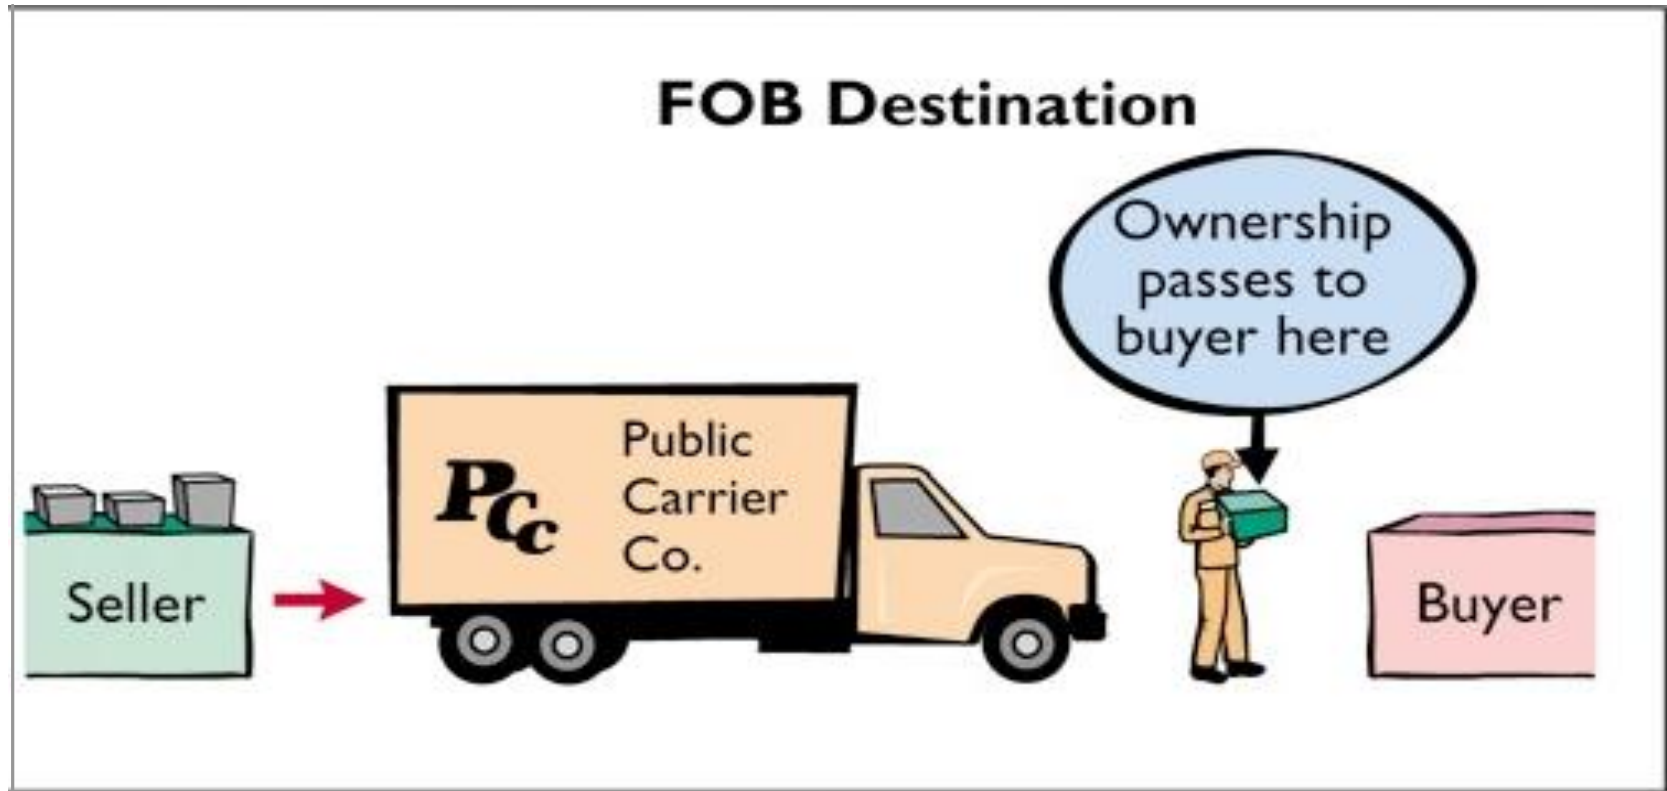 FOB Destination
Ownership
passes to
buyer here
Public
Carrier
Co.
PCc
Seller
Buyer